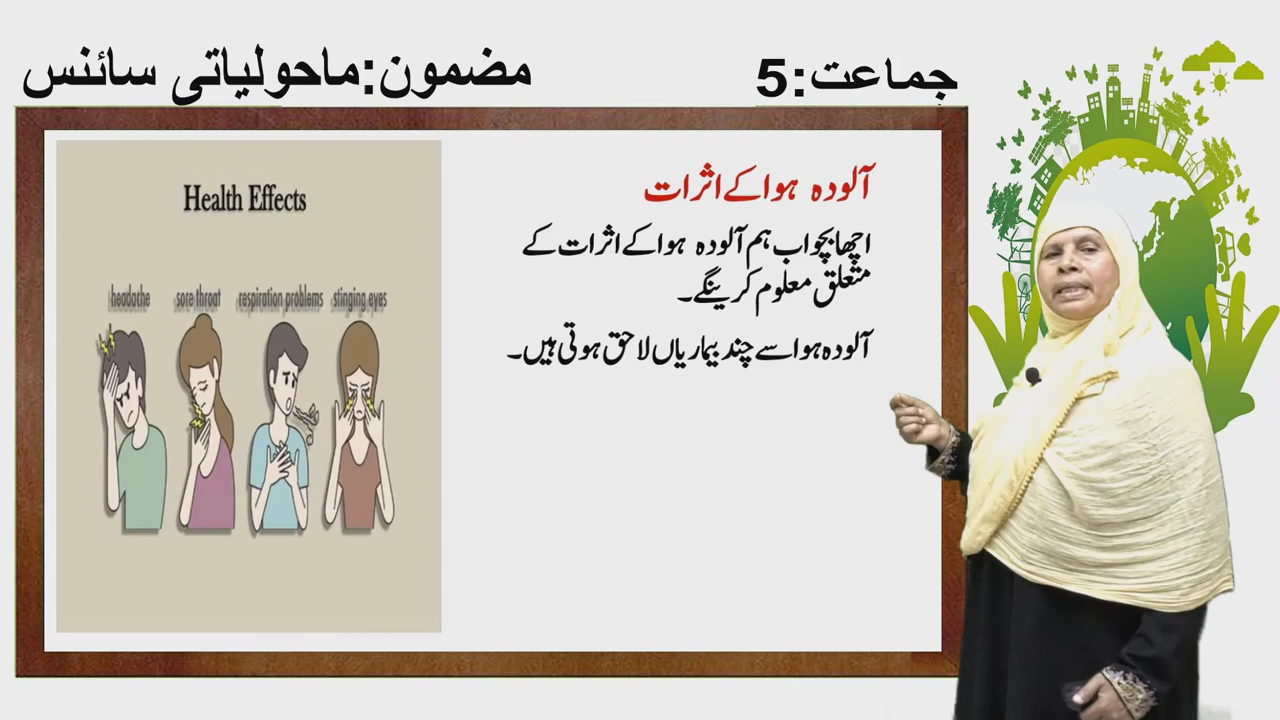 جماعت:5
مضمون:ماحولیاتی سائنس
آلودہ ہوا کے اثرات
اچھا بچو اب ہم آلودہ ہوا کے اثرات کے
متعلق معلوم کرینگے۔
آلودہ ہوا سے چند بیماریاں لاحق ہوتی ہیں۔
Health Effects
headache sore throat respiration problems stinging eyes